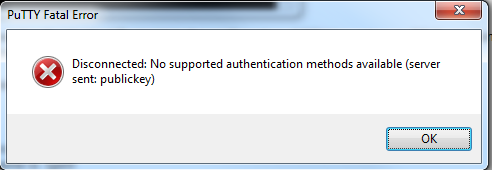 PuTTY Fatal Error
Disconnected: No supported authentication methods available (server
sent: publickey)
OK